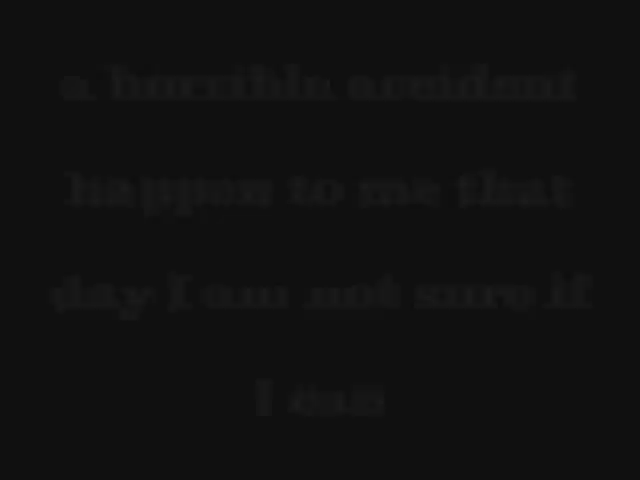 a horrible accident
happen to me that
day I am not sure if
I can